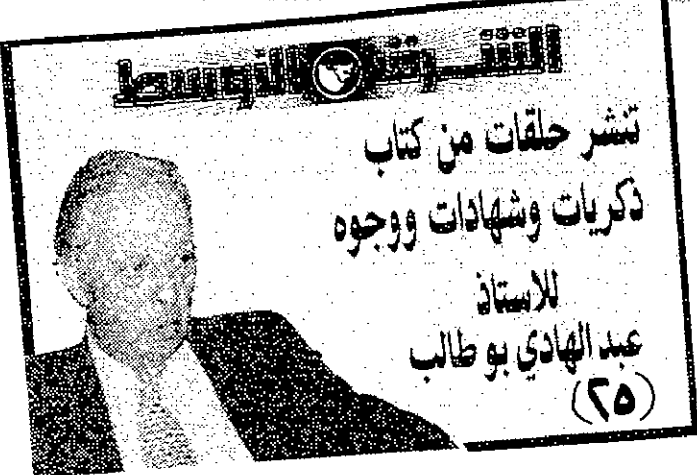 الشرق الأوسط
تنشر حلقات من كتاب
ذكريات وشهادات ووجوه
للاستاذ
عبد الهادي بو طالب
(٢٥)